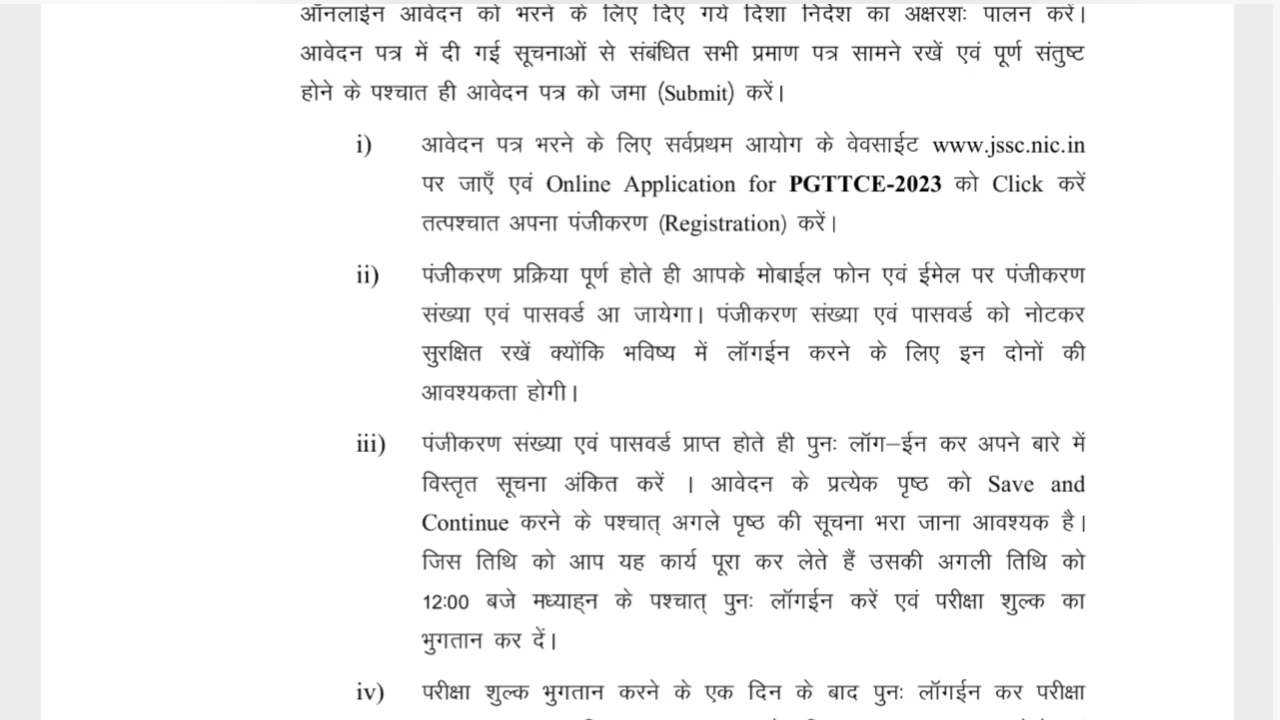 ऑनलाईन आवेदन को भरने के लिए दिए गये दिशा निर्देश का अक्षरशः पालन करें।
आवेदन पत्र में दी गई सूचनाओं से संबंधित सभी प्रमाण पत्र सामने रखें एवं पूर्ण संतुष्ट
होने के पश्चात ही आवेदन पत्र को जमा (Submit) करें।
i) आवेदन पत्र भरने के लिए सर्वप्रथम आयोग के वेवसाईट www.jssc.nic.in
पर जाएँ एवं Online Application for PGTTCE-2023 को Click करें
तत्पश्चात अपना पंजीकरण (Registration) करें।
ii) पंजीकरण प्रक्रिया पूर्ण होते ही आपके मोबाईल फोन एवं ईमेल पर पंजीकरण
संख्या एवं पासवर्ड आ जायेगा। पंजीकरण संख्या एवं पासवर्ड को नोटकर
सुरक्षित रखें क्योंकि भविष्य में लॉगईन करने के लिए इन दोनों की
आवश्यकता होगी।
iii) पंजीकरण संख्या एवं पासवर्ड प्राप्त होते ही पुनः लॉग–ईन कर अपने बारे में
विस्तृत सूचना अंकित करें । आवेदन के प्रत्येक पृष्ठ को Save and
Continue करने के पश्चात् अगले पृष्ठ की सूचना भरा जाना आवश्यक है।
जिस तिथि को आप यह कार्य पूरा कर लेते हैं उसकी अगली तिथि को
12:00 बजे मध्याह्न के पश्चात् पुनः लॉगईन करें एवं परीक्षा शुल्क का
भुगतान कर दें।
iv) परीक्षा शुल्क भुगतान करने के एक दिन के बाद पुनः लॉगईन कर परीक्षा